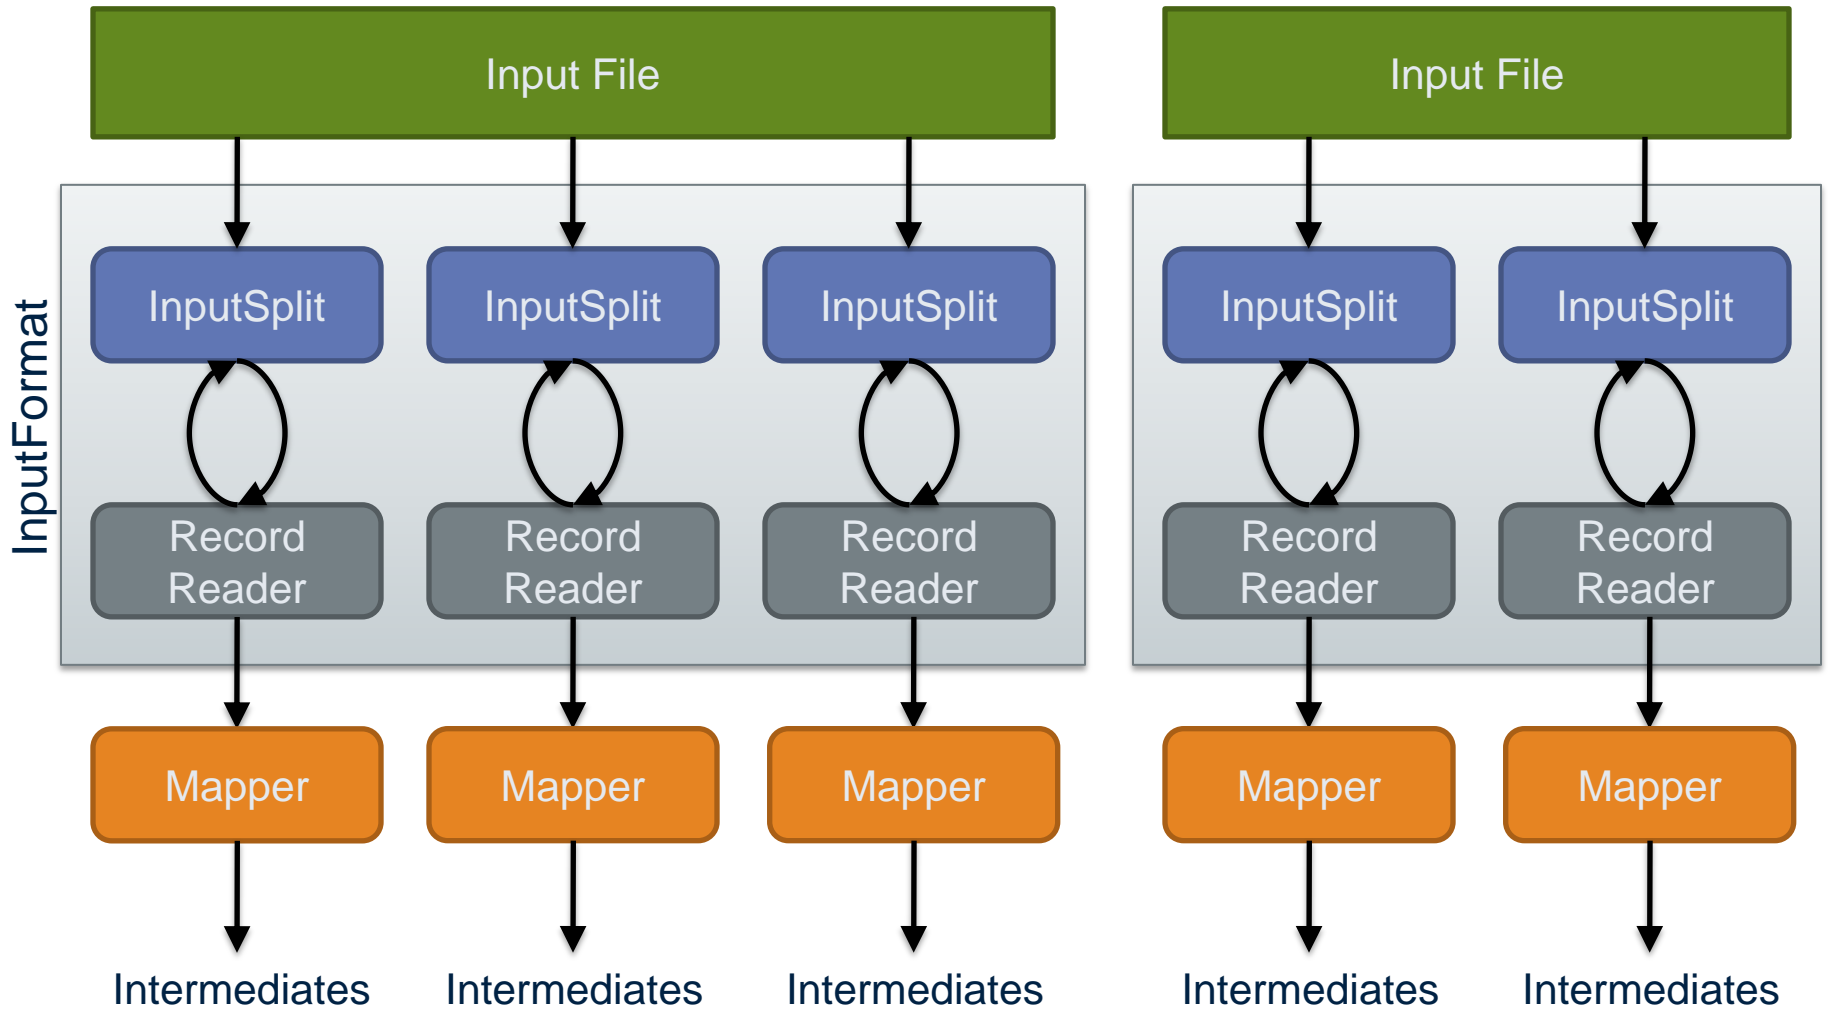 Input File
Input File
InputFormat
InputSplit
InputSplit
InputSplit
InputSplit
InputSplit
Record
Reader
Record
Reader
Record
Reader
Record
Reader
Record
Reader
Mapper
Mapper
Mapper
Mapper
Mapper
Intermediates
Intermediates
Intermediates
Intermediates
Intermediates